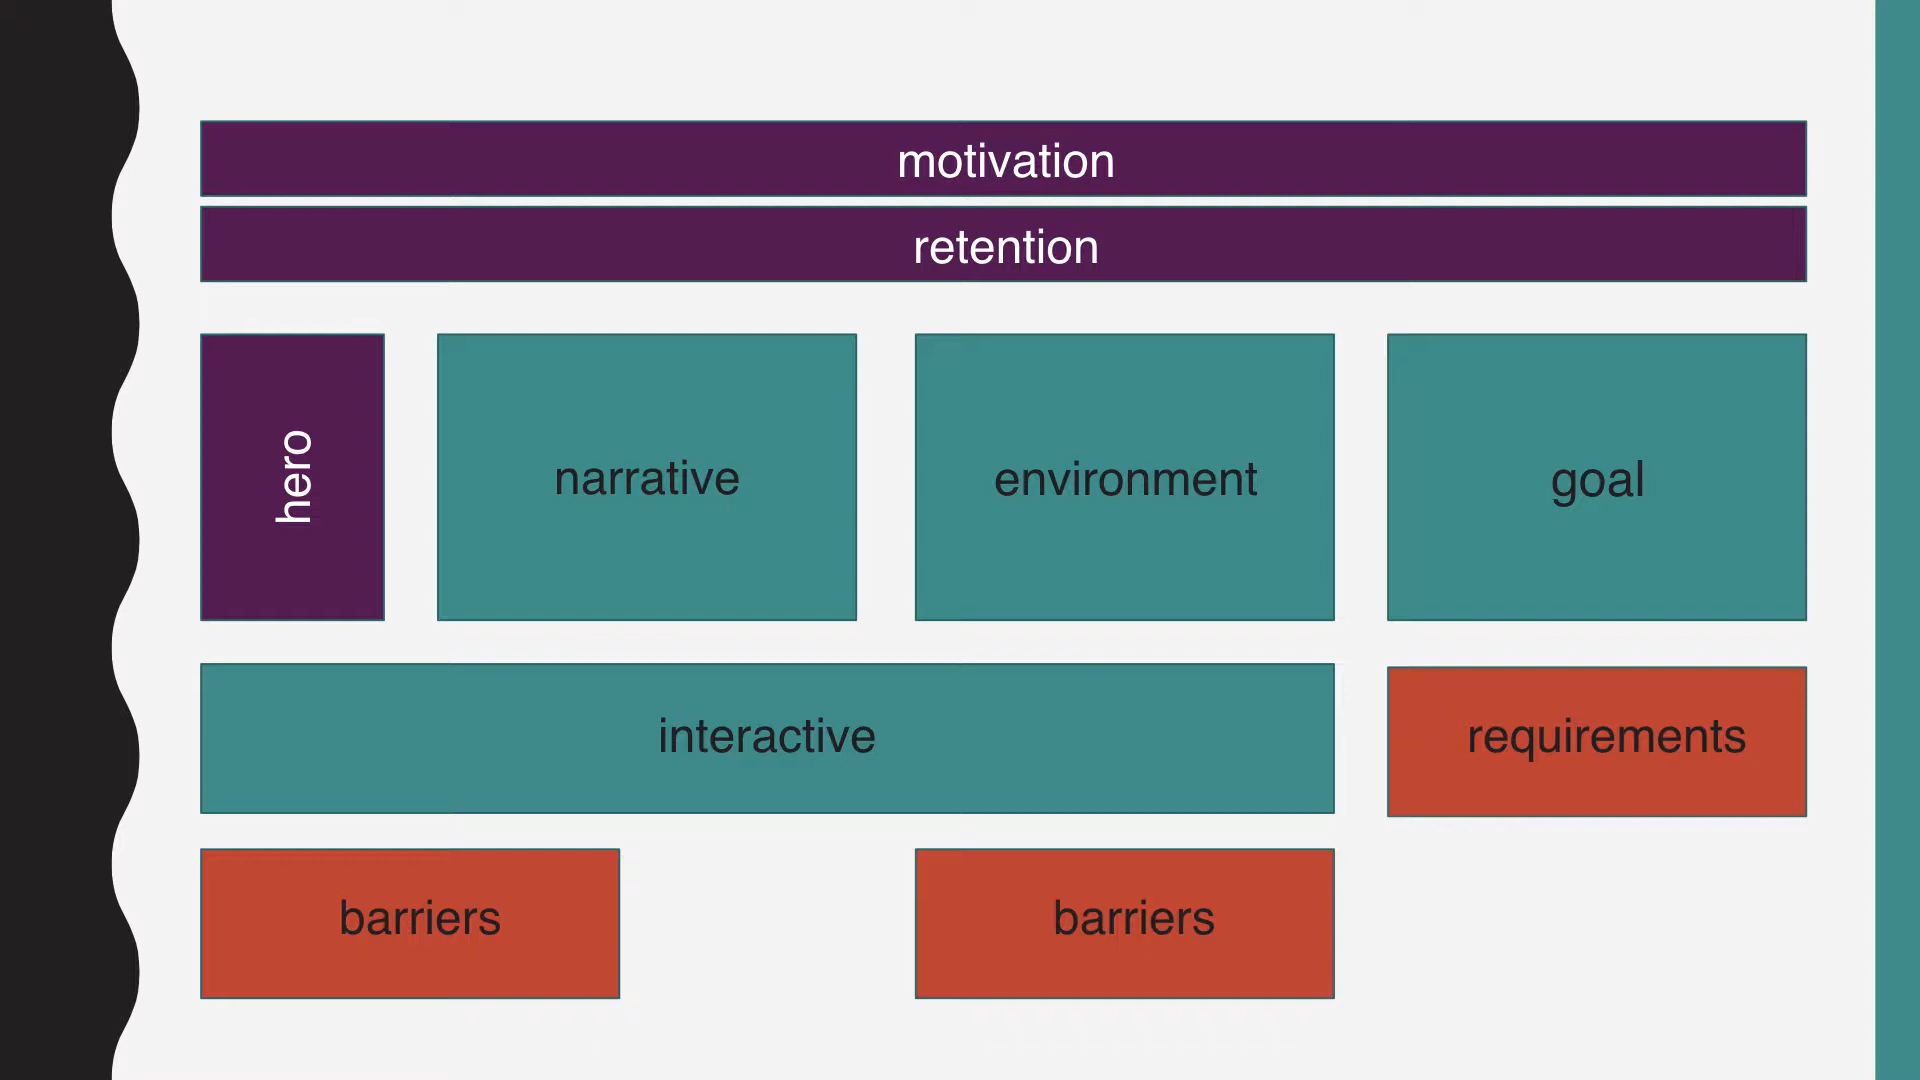 motivation
retention
hero
narrative
environment
goal
interactive
requirements
barriers
barriers